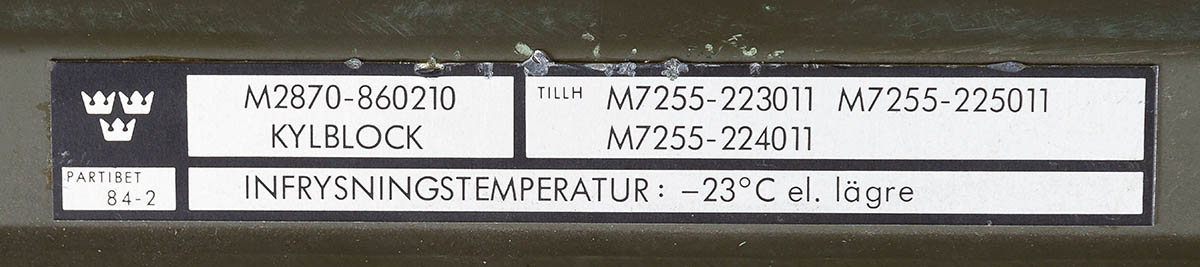 M2870-860210
KYLBLOCK
TILLH M7255-223011 M7255-225011
M7255-224011
PARTIBET
84-2
INFRYSNINGSTEMPERATUR: -23°C el. lägre